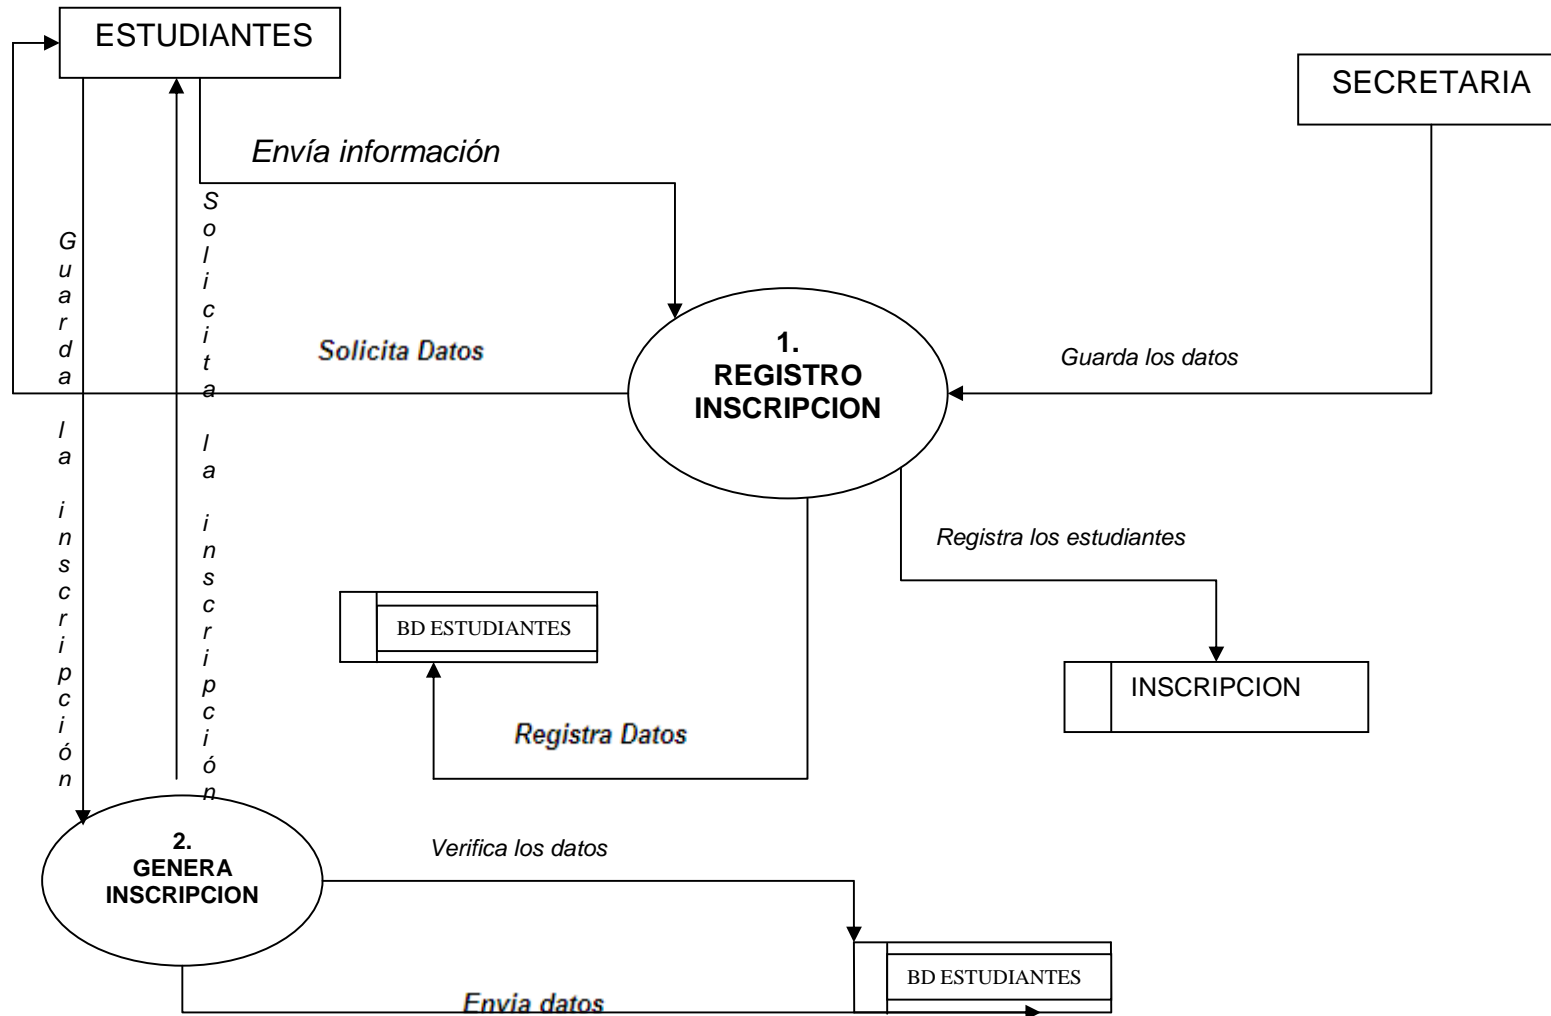 ESTUDIANTES
SECRETARIA
Envía información
Solicita la inscripción
Guarda la inscripción
Solicita Datos
1.
REGISTRO
INSCRIPCION
Guarda los datos
Registra los estudiantes
BD ESTUDIANTES
INSCRIPCION
Registra Datos
2.
GENERA
INSCRIPCION
Verifica los datos
BD ESTUDIANTES
Envia datos